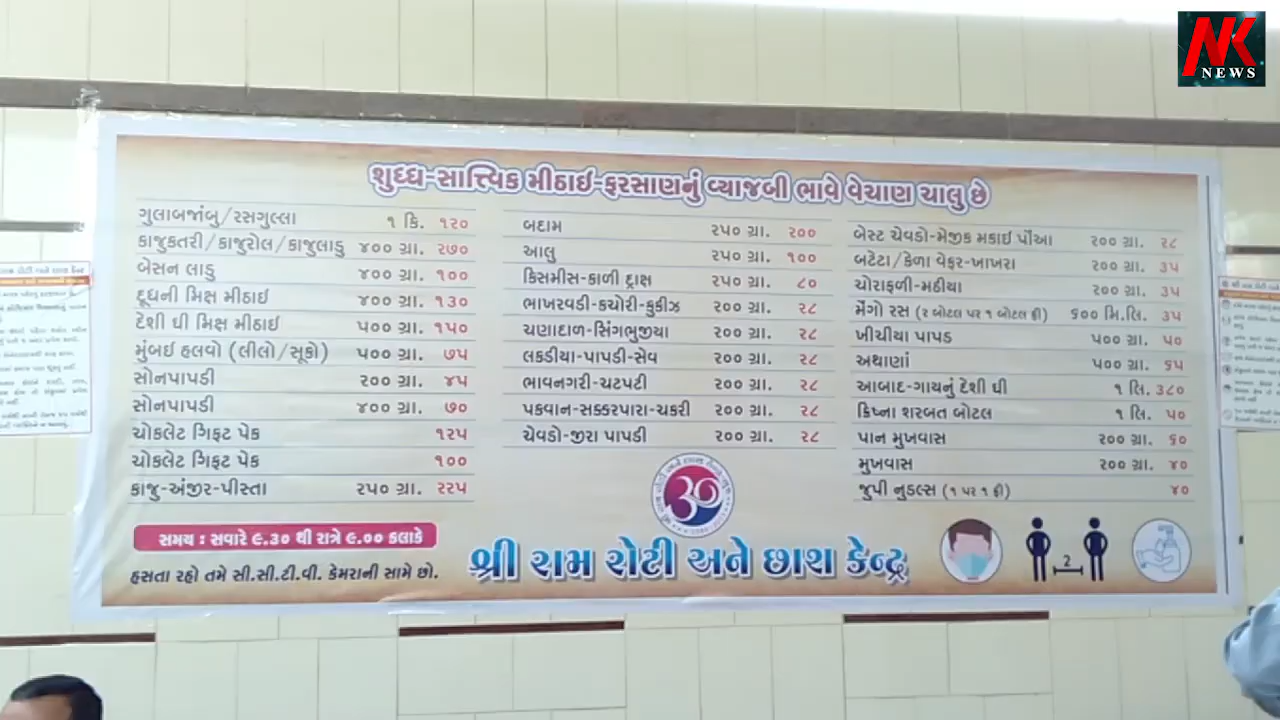 NK
NEWS
શુધ્ધ-સાત્ત્વિક મીઠાઈ-ફરસાણનું વ્યાજબી ભાવે વેચાણ ચાલુ છે
ગુલાબજાંબુ/રસગુલ્લા ૧ કિ. ૧૨૦
કાજુકતરી/કાજુરોલ/કાજુલાડુ ૪૦૦ ગ્રા. ૨૭૦
બેસન લાડુ ૪૦૦ ગ્રા. ૧૦૦
દૂધની મિક્ષ મીઠાઈ ૪૦૦ ગ્રા. ૧૩૦
દેશી ઘી મિક્ષ મીઠાઈ ૫૦૦ ગ્રા. ૧૫૦
મુંબઈ હલવો (લીલો/સૂકો) ૫૦૦ ગ્રા. ૭૫
સોનપાપડી ૨૦૦ ગ્રા. ૪૫
સોનપાપડી ૪૦૦ ગ્રા. ૭૦
ચોકલેટ ગિફ્ટ પેક ૧૨૫
ચોકલેટ ગિફ્ટ પેક ૧૦૦
કાજુ-અંજીર-પીસ્તા ૨૫૦ ગ્રા. ૨૨૫
બદામ ૨૫૦ ગ્રા. ૨૦૦
આલુ ૨૫૦ ગ્રા. ૧૦૦
કિસમીસ-કાળી દ્રાક્ષ ૨૫૦ ગ્રા. ૮૦
ભાખરવડી-કચોરી-કુકીઝ ૨૦૦ ગ્રા. ૨૮
ચણાદાળ-સિંગભુજીયા ૨૦૦ ગ્રા. ૨૮
લકડીયા-પાપડી-સેવ ૨૦૦ ગ્રા. ૨૮
ભાવનગરી-ચટપટી ૨૦૦ ગ્રા. ૨૮
પકવાન-સક્કરપારા-ચકરી ૨૦૦ ગ્રા. ૨૮
ચેવડો-જીરા પાપડી ૨૦૦ ગ્રા. ૨૮
બેસ્ટ ચેવડો-મેજીક મકાઈ પૌંઆ ૨૦૦ ગ્રા. ૨૮
બટેટા/કેળા વેફર-ખાખરા ૨૦૦ ગ્રા. ૩૫
ચોરાફળી-મઠીયા ૨૦૦ ગ્રા. ૩૫
મેંગો રસ (૨ બોટલ પર ૧ બોટલ ફ્રી) ૬૦૦ મિ.લિ. ૩૫
ખીચીયા પાપડ ૫૦૦ ગ્રા. ૫૦
અથાણાં ૫૦૦ ગ્રા. ૬૫
આબાદ-ગાયનું દેશી ઘી ૧ લિ. ૩૮૦
ક્રિષ્ના શરબત બોટલ ૧ લિ. ૫૦
પાન મુખવાસ ૨૦૦ ગ્રા. ૬૦
મુખવાસ ૨૦૦ ગ્રા. ૪૦
જુપી નુડલ્સ (૧ પર ૧ ફ્રી) ૪૦
૩૦
સમય : સવારે ૯.૩૦ થી રાત્રે ૯.૦૦ કલાકે
હસતા રહો તમે સી.સી.ટી.વી. કેમરાની સામે છો.
શ્રી રામ રોટી અને છાશ કેન્દ્ર
2